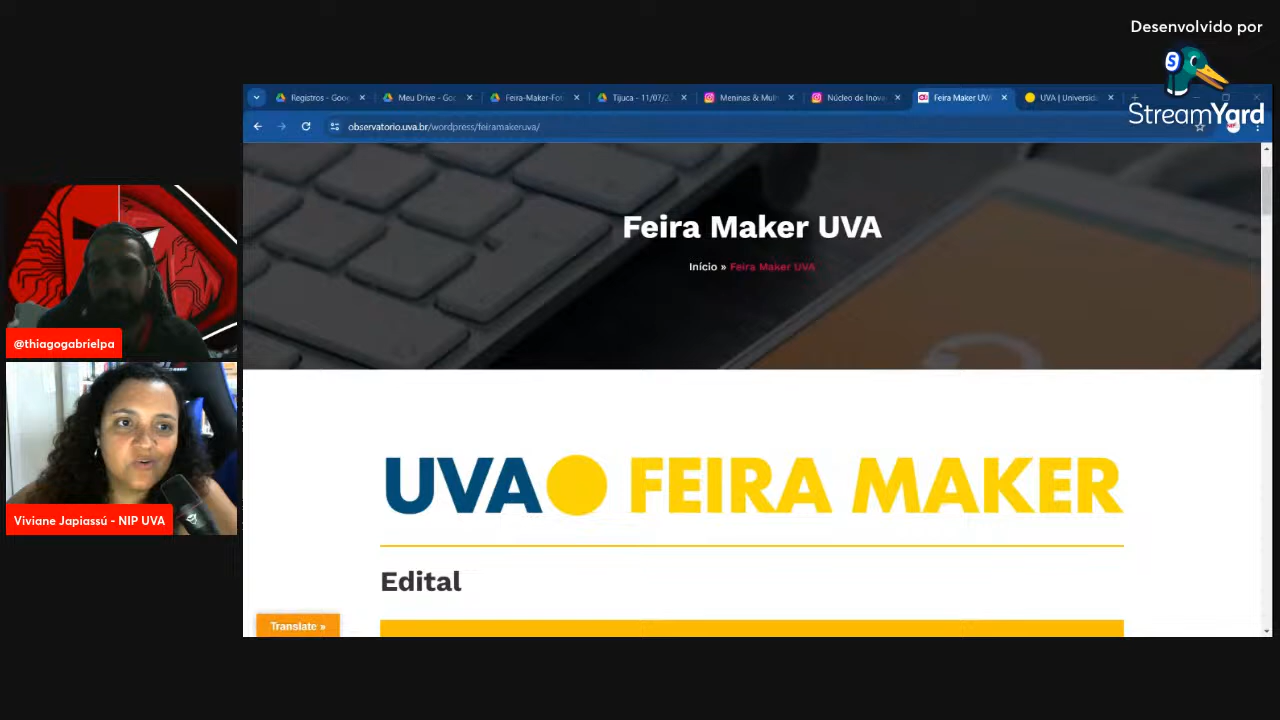 Desenvolvido por
StreamYard
Registros - Goo
Meu Drive - Go
Feira-Maker-Fot
Tijuca - 11/07/2
Meninas & Mulh
Núcleo de Inova
Feira Maker UVA
UVA | Universid
observatorio.uva.br/wordpress/feiramakeruva/
Feira Maker UVA
Início » Feira Maker UVA
@thiagogabrielpa
Viviane Japiassú - NIP UVA
UVA FEIRA MAKER
Edital
Translate »